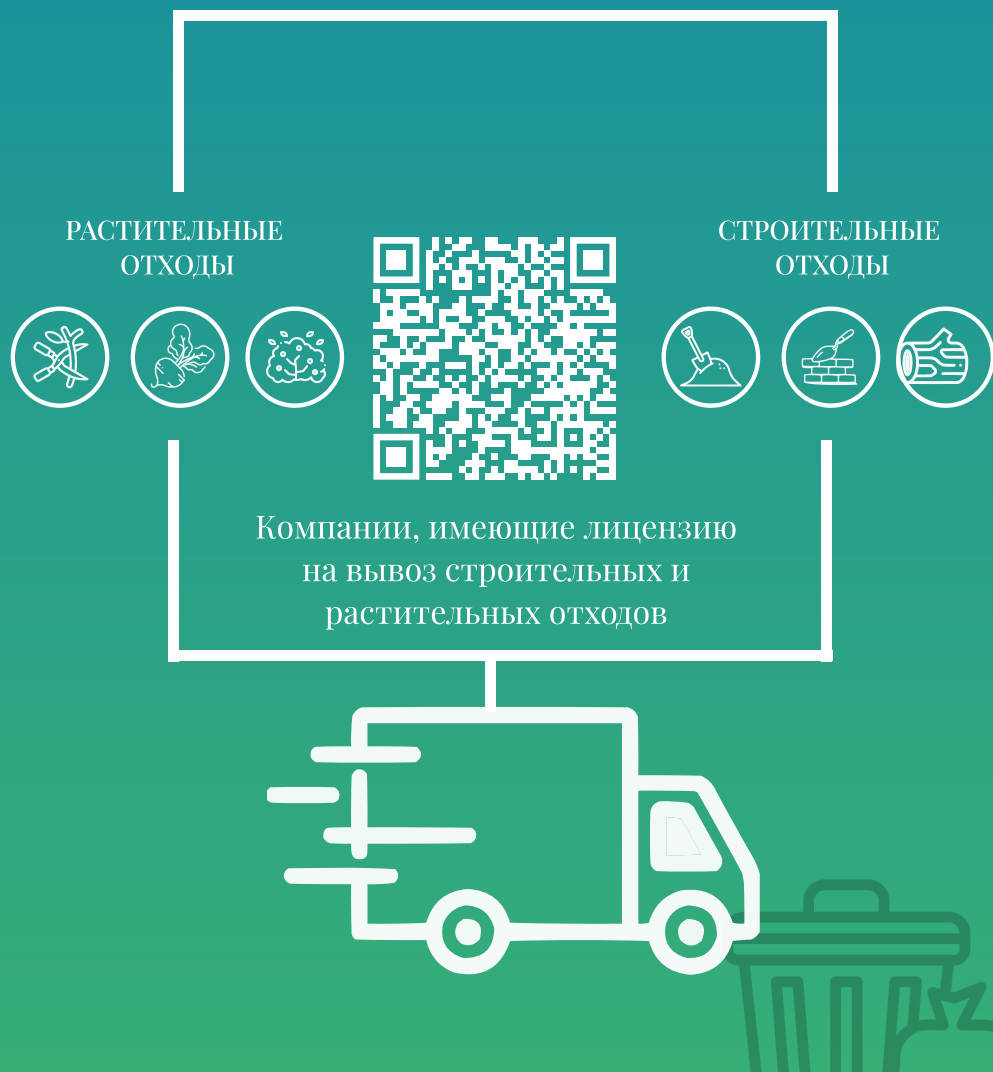 РАСТИТЕЛЬНЫЕ
ОТХОДЫ
СТРОИТЕЛЬНЫЕ
ОТХОДЫ
Компании, имеющие лицензию
на вывоз строительных и
растительных отходов